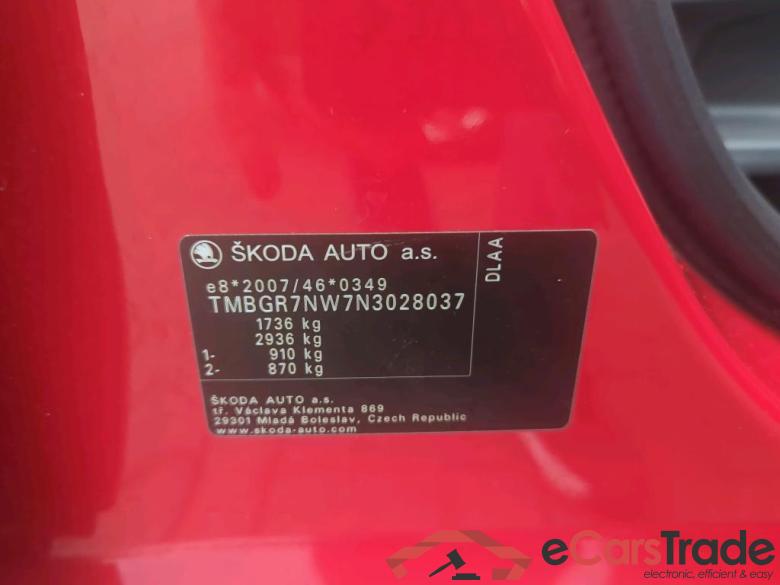 ŠKODA AUTO a.s.
DLAA
e8*2007/46*0349
TMBGR7NW7N3028037
1736 kg
2936 kg
1- 910 kg
2- 870 kg
ŠKODA AUTO a.s.
tř. Václava Klementa 869
29301 Mladá Boleslav, Czech Republic
www.skoda-auto.com
eCarsTrade
electronic, efficient & easy